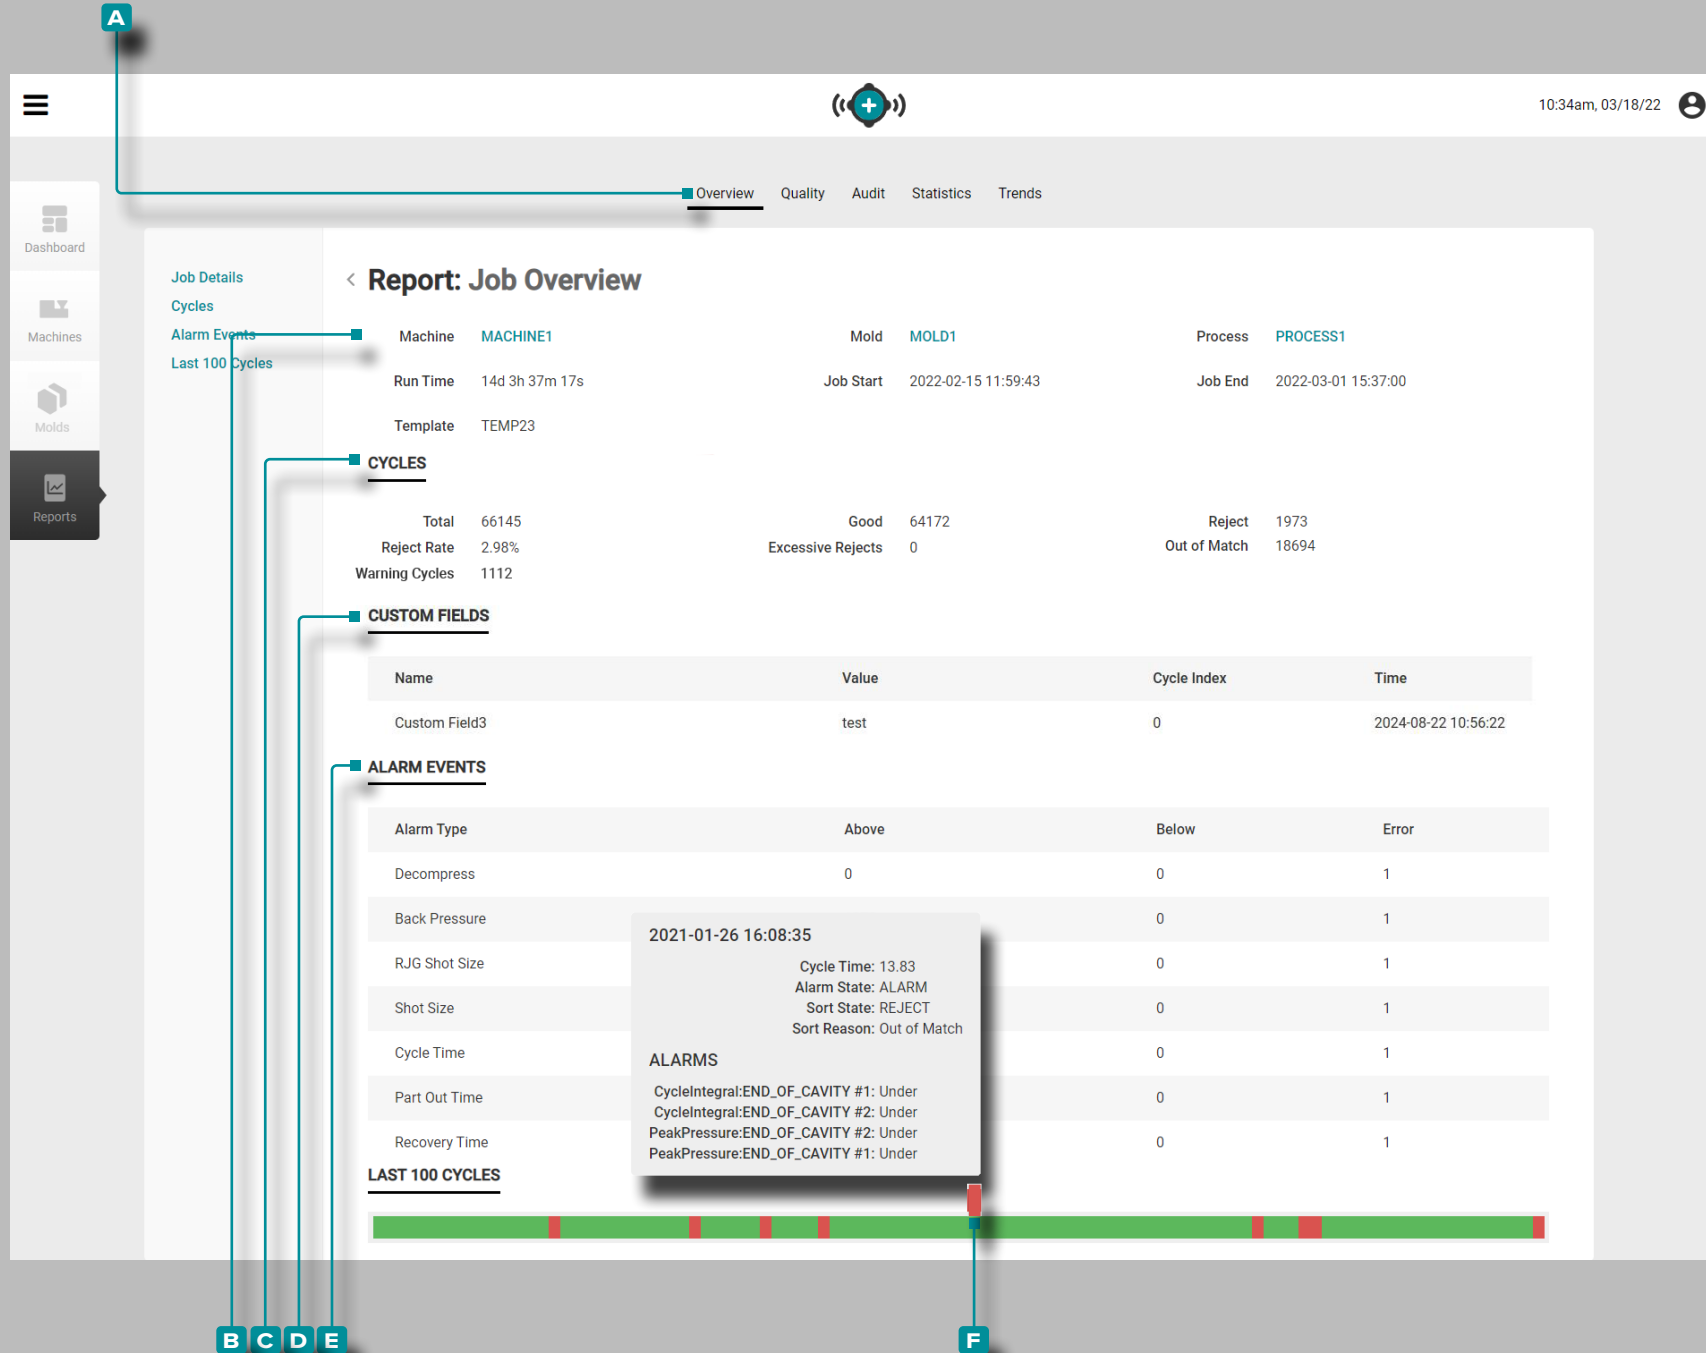 A
10:34am, 03/18/22
Overview Quality Audit Statistics Trends
Dashboard
Machines
Molds
Reports
Job Details
Cycles
Alarm Events
Last 100 Cycles
< Report: Job Overview
Machine MACHINE1 Mold MOLD1 Process PROCESS1
Run Time 14d 3h 37m 17s Job Start 2022-02-15 11:59:43 Job End 2022-03-01 15:37:00
Template TEMP23
CYCLES
Total 66145 Good 64172 Reject 1973
Reject Rate 2.98% Excessive Rejects 0 Out of Match 18694
Warning Cycles 1112
CUSTOM FIELDS
Name Value Cycle Index Time
Custom Field3 test 0 2024-08-22 10:56:22
ALARM EVENTS
Alarm Type Above Below Error
Decompress 0 0 1
Back Pressure 0 1
RJG Shot Size 0 1
Shot Size 0 1
Cycle Time 0 1
Part Out Time 0 1
Recovery Time 0 1
2021-01-26 16:08:35
Cycle Time: 13.83
Alarm State: ALARM
Sort State: REJECT
Sort Reason: Out of Match
ALARMS
CycleIntegral:END_OF_CAVITY #1: Under
CycleIntegral:END_OF_CAVITY #2: Under
PeakPressure:END_OF_CAVITY #2: Under
PeakPressure:END_OF_CAVITY #1: Under
LAST 100 CYCLES
B C D E F